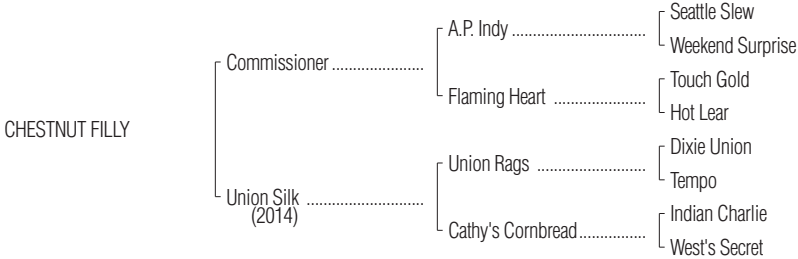 Seattle Slew
A.P. Indy ..............................
Weekend Surprise
Commissioner .....................
Touch Gold
Flaming Heart .....................
Hot Lear
CHESTNUT FILLY
Dixie Union
Union Rags .........................
Tempo
Union Silk ...........................
(2014)
Indian Charlie
Cathy's Cornbread ................
West's Secret